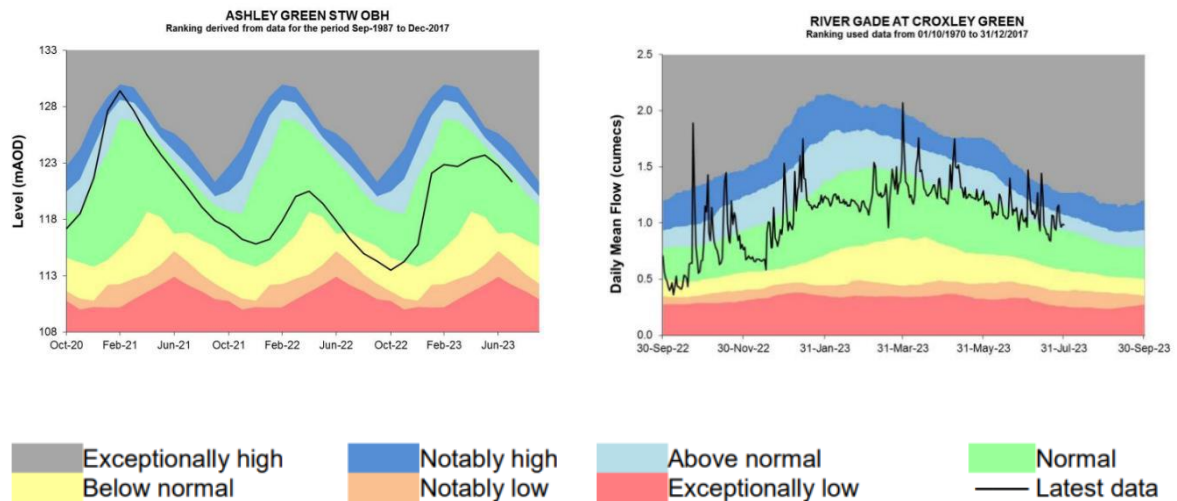 ASHLEY GREEN STW OBH
Ranking derived from data for the period Sep-1987 to Dec-2017
133
128
123
118
113
108
Level (mAOD)
Oct-20 Feb-21 Jun-21 Oct-21 Feb-22 Jun-22 Oct-22 Feb-23 Jun-23
RIVER GADE AT CROXLEY GREEN
Ranking used data from 01/10/1970 to 31/12/2017
2.5
2.0
1.5
1.0
0.5
0.0
Daily Mean Flow (cumecs)
30-Sep-22 30-Nov-22 31-Jan-23 31-Mar-23 31-May-23 31-Jul-23 30-Sep-23
Exceptionally high Notably high Above normal Normal
Below normal Notably low Exceptionally low Latest data